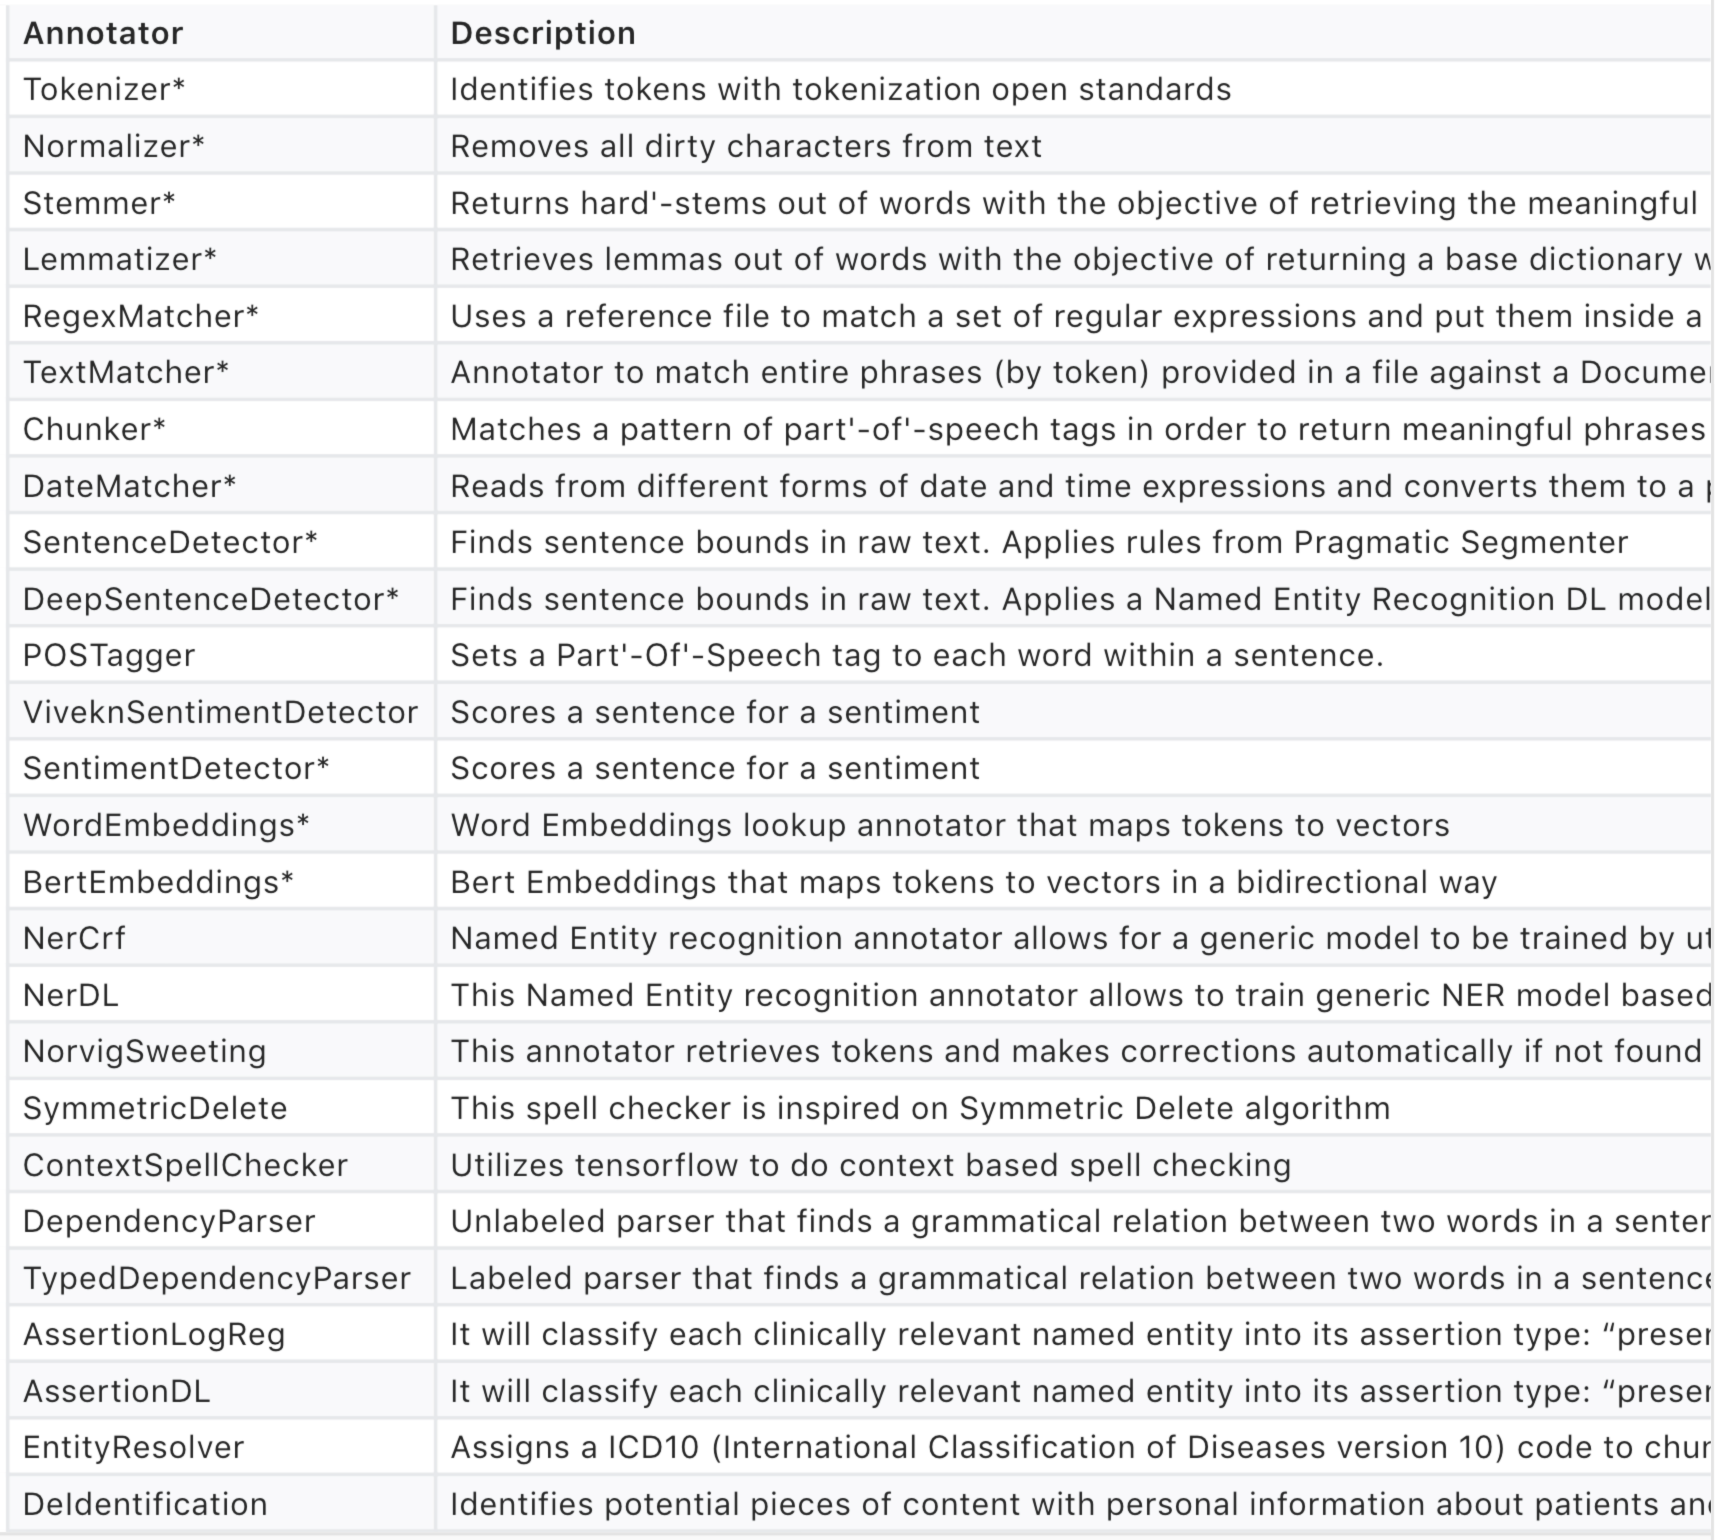 Annotator Description
Tokenizer* Identifies tokens with tokenization open standards
Normalizer* Removes all dirty characters from text
Stemmer* Returns hard'-stems out of words with the objective of retrieving the meaningful
Lemmatizer* Retrieves lemmas out of words with the objective of returning a base dictionary
RegexMatcher* Uses a reference file to match a set of regular expressions and put them inside a
TextMatcher* Annotator to match entire phrases (by token) provided in a file against a
Chunker* Matches a pattern of part'-of'-speech tags in order to return meaningful phrases
DateMatcher* Reads from different forms of date and time expressions and converts them to a
SentenceDetector* Finds sentence bounds in raw text. Applies rules from Pragmatic Segmenter
DeepSentenceDetector* Finds sentence bounds in raw text. Applies a Named Entity Recognition DL model
POSTagger Sets a Part'-Of'-Speech tag to each word within a sentence.
ViveknSentimentDetector Scores a sentence for a sentiment
SentimentDetector* Scores a sentence for a sentiment
WordEmbeddings* Word Embeddings lookup annotator that maps tokens to vectors
BertEmbeddings* Bert Embeddings that maps tokens to vectors in a bidirectional way
NerCrf Named Entity recognition annotator allows for a generic model to be trained by
NerDL This Named Entity recognition annotator allows to train generic NER model based
NorvigSweeting This annotator retrieves tokens and makes corrections automatically if not found
SymmetricDelete This spell checker is inspired on Symmetric Delete algorithm
ContextSpellChecker Utilizes tensorflow to do context based spell checking
DependencyParser Unlabeled parser that finds a grammatical relation between two words in a
TypedDependencyParser Labeled parser that finds a grammatical relation between two words in a sentence
AssertionLogReg It will classify each clinically relevant named entity into its assertion type:
AssertionDL It will classify each clinically relevant named entity into its assertion type:
EntityResolver Assigns a ICD10 (International Classification of Diseases version 10) code to
DeIdentification Identifies potential pieces of content with personal information about patients